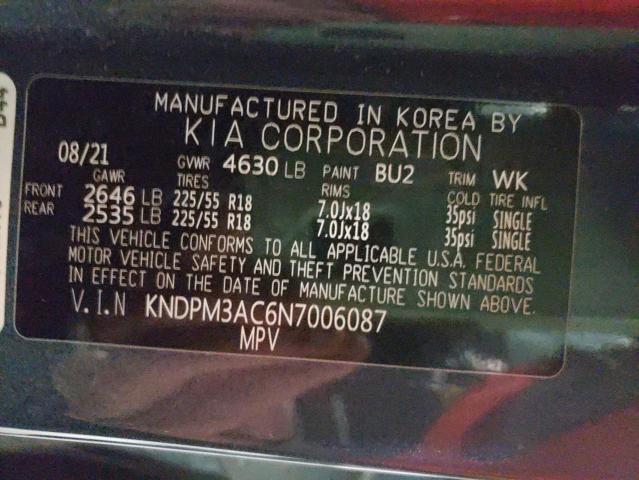 MANUFACTURED IN KOREA BY
KIA CORPORATION
08/21 GVWR 4630 LB PAINT BU2 TRIM WK
GAWR TIRES RIMS COLD TIRE INFL
FRONT 2646 LB 225/55 R18 7.0Jx18 35psi SINGLE
REAR 2535 LB 225/55 R18 7.0Jx18 35psi SINGLE
THIS VEHICLE CONFORMS TO ALL APPLICABLE U.S.A. FEDERAL
MOTOR VEHICLE SAFETY AND THEFT PREVENTION STANDARDS
IN EFFECT ON THE DATE OF MANUFACTURE SHOWN ABOVE.
V.I.N KNDPM3AC6N7006087
MPV